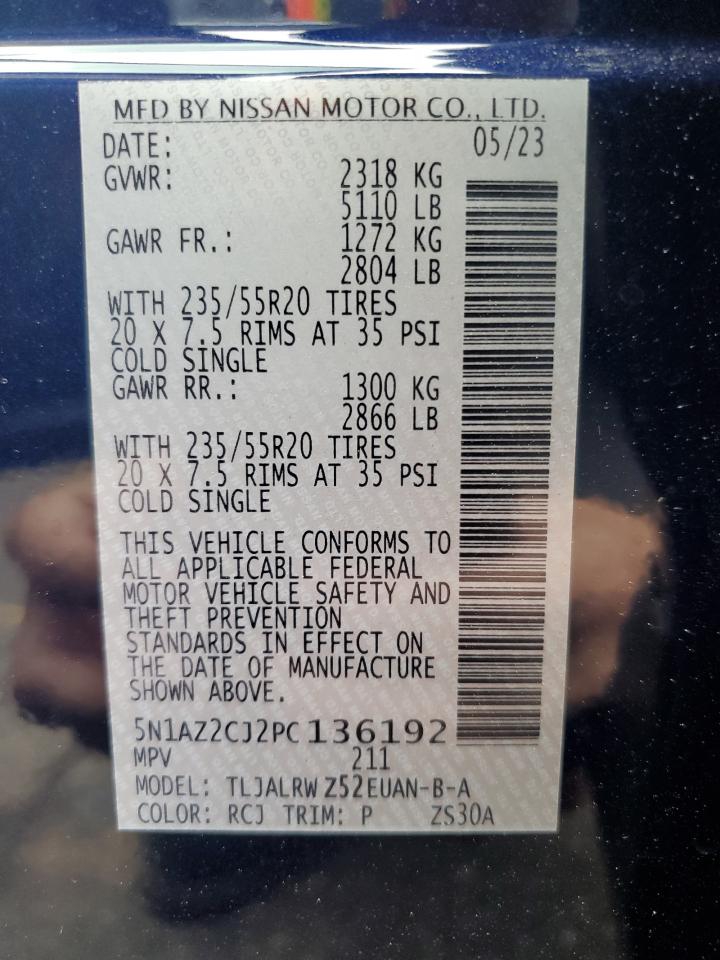 MFD BY NISSAN MOTOR CO., LTD.
DATE: 05/23
GVWR: 2318 KG
5110 LB
GAWR FR.: 1272 KG
2804 LB
WITH 235/55R20 TIRES
20 X 7.5 RIMS AT 35 PSI
COLD SINGLE
GAWR RR.: 1300 KG
2866 LB
WITH 235/55R20 TIRES
20 X 7.5 RIMS AT 35 PSI
COLD SINGLE
THIS VEHICLE CONFORMS TO
ALL APPLICABLE FEDERAL
MOTOR VEHICLE SAFETY AND
THEFT PREVENTION
STANDARDS IN EFFECT ON
THE DATE OF MANUFACTURE
SHOWN ABOVE.
5N1AZ2CJ2PC136192
MPV 211
MODEL: TLJALRW Z52EUAN-B-A
COLOR: RCJ TRIM: P ZS30A